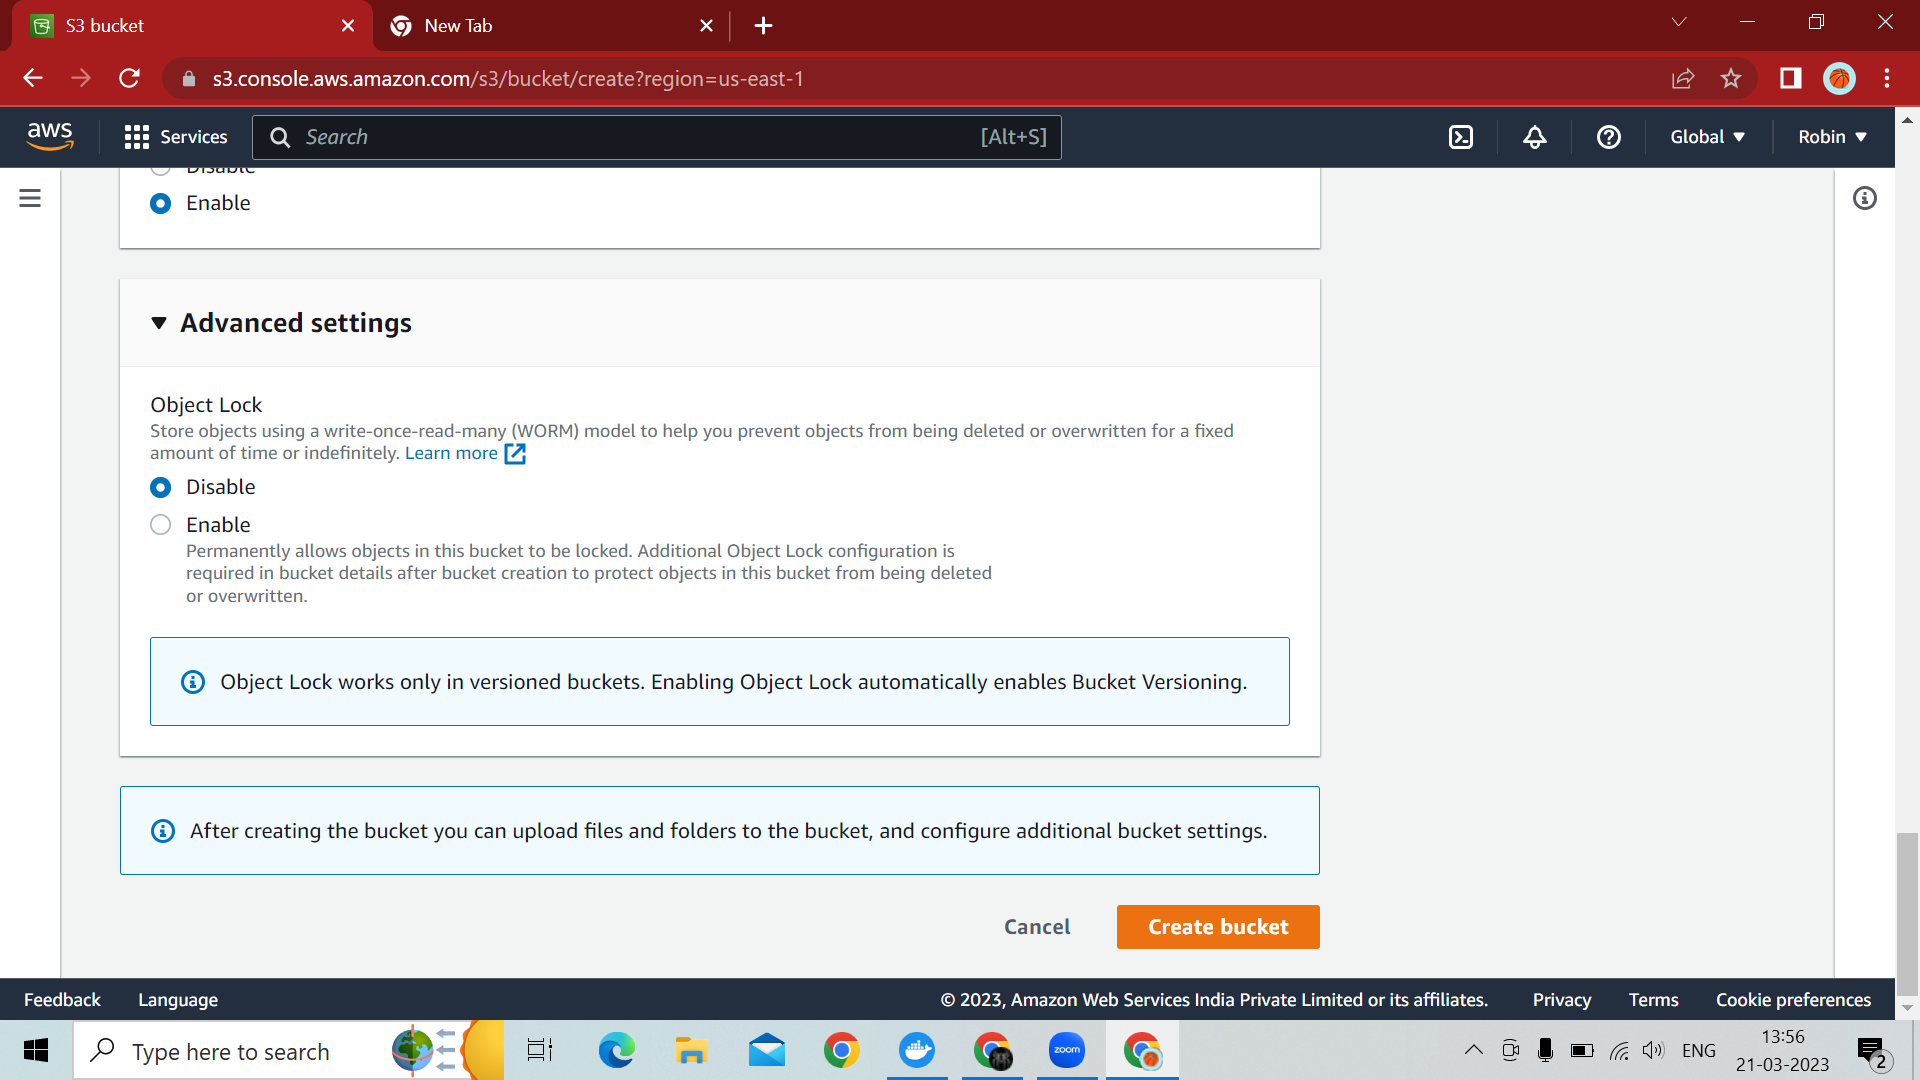 S3 bucket
New Tab
s3.console.aws.amazon.com/s3/bucket/create?region=us-east-1
aws
Services
Search
[Alt+S]
Global
Robin
Disable
Enable
Advanced settings
Object Lock
Store objects using a write-once-read-many (WORM) model to help you prevent objects from being deleted or overwritten for a fixed
amount of time or indefinitely. Learn more
Disable
Enable
Permanently allows objects in this bucket to be locked. Additional Object Lock configuration is
required in bucket details after bucket creation to protect objects in this bucket from being deleted
or overwritten.
Object Lock works only in versioned buckets. Enabling Object Lock automatically enables Bucket Versioning.
After creating the bucket you can upload files and folders to the bucket, and configure additional bucket settings.
Cancel
Create bucket
Feedback
Language
© 2023, Amazon Web Services India Private Limited or its affiliates.
Privacy
Terms
Cookie preferences
Type here to search
zoom
ENG
13:56
21-03-2023
2